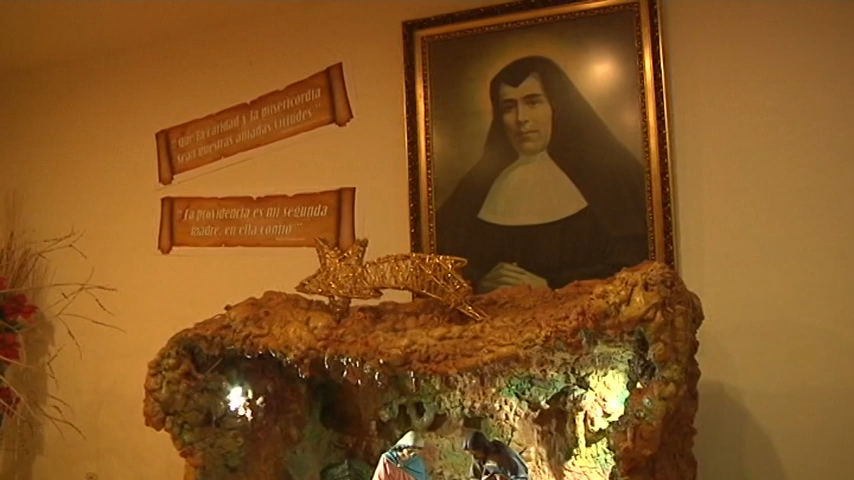 "Que la caridad y la misericordia
sean nuestras amadas virtudes"
"La providencia es mi segunda
madre, en ella confío"